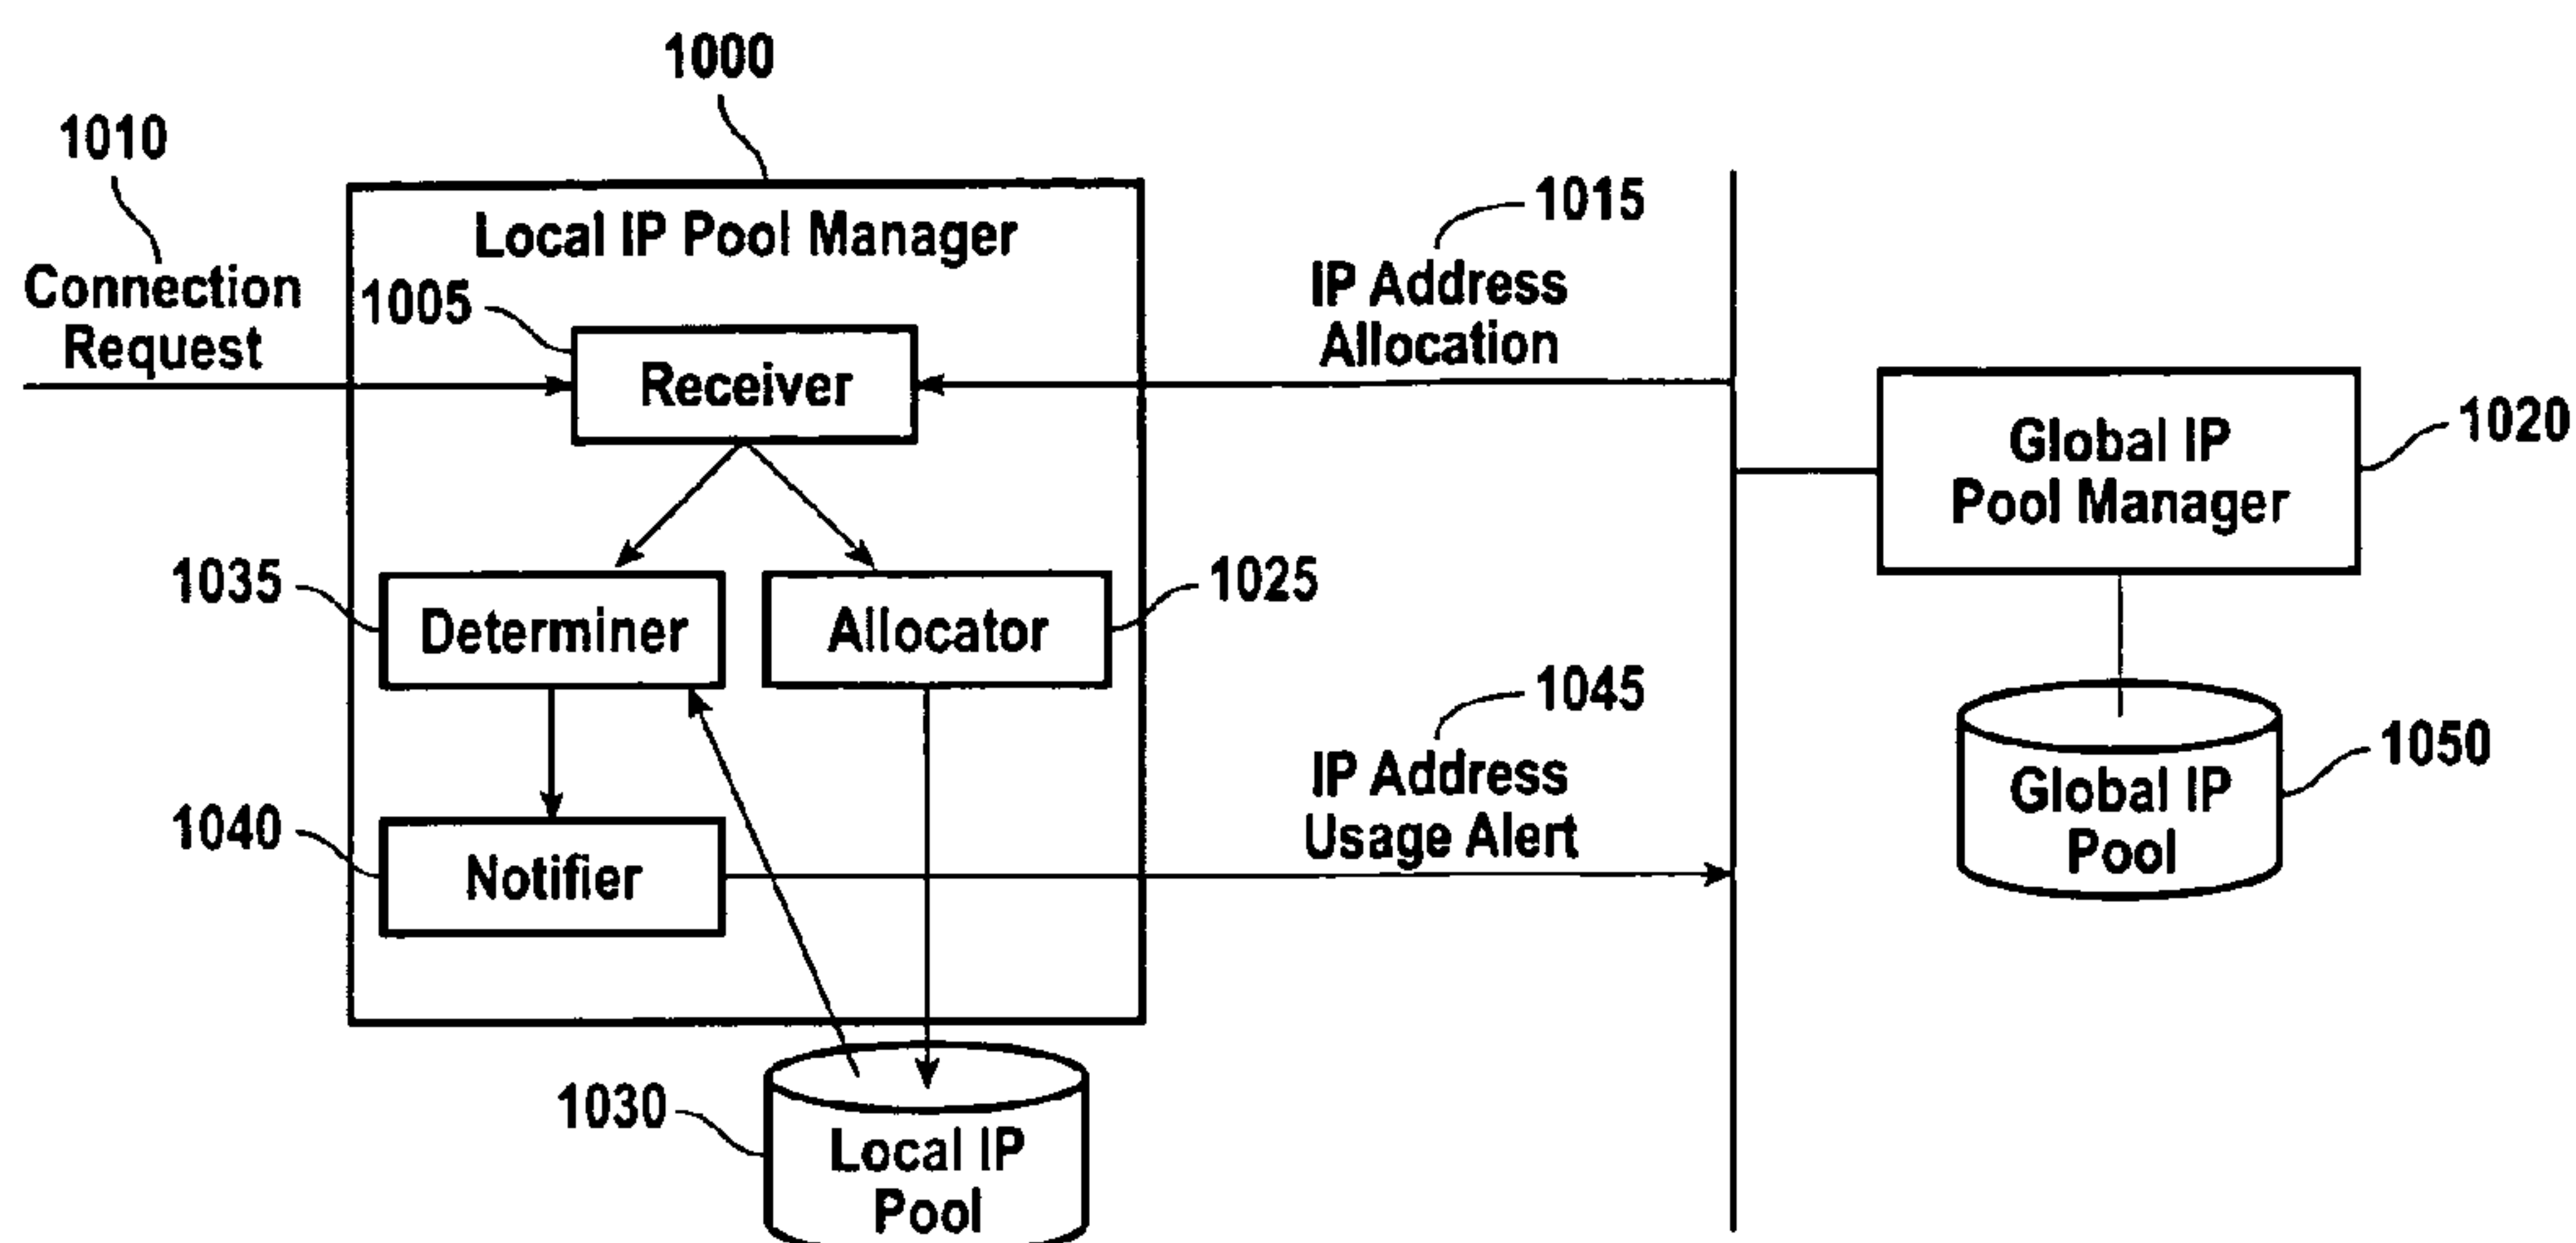 1000
1010
Local IP Pool Manager
1015
Connection
Request
1005
IP Address
Allocation
Receiver
Global IP
Pool Manager
1020
1035
Determiner
Allocator
1025
1045
IP Address
Usage Alert
Global IP
Pool
1050
1040
Notifier
1030
Local IP
Pool